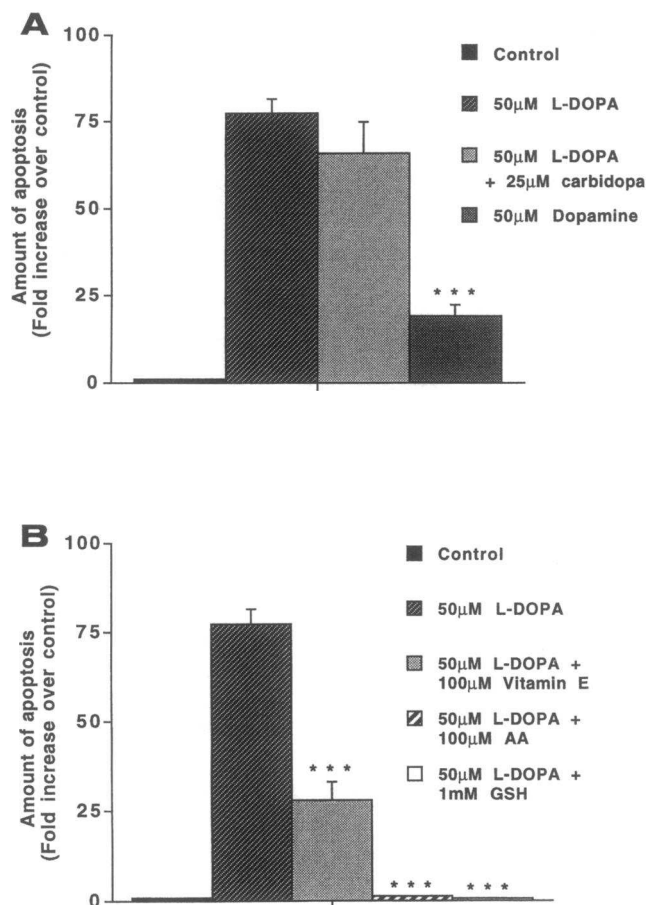 A
100
75
50
25
0
Amount of apoptosis
(Fold increase over control)
* * *
Control
50μM L-DOPA
50μM L-DOPA
+ 25μM carbidopa
50μM Dopamine
B
100
75
50
25
0
Amount of apoptosis
(Fold increase over control)
* * *
* * *
* * *
Control
50μM L-DOPA
50μM L-DOPA +
100μM Vitamin E
50μM L-DOPA +
100μM AA
50μM L-DOPA +
1mM GSH